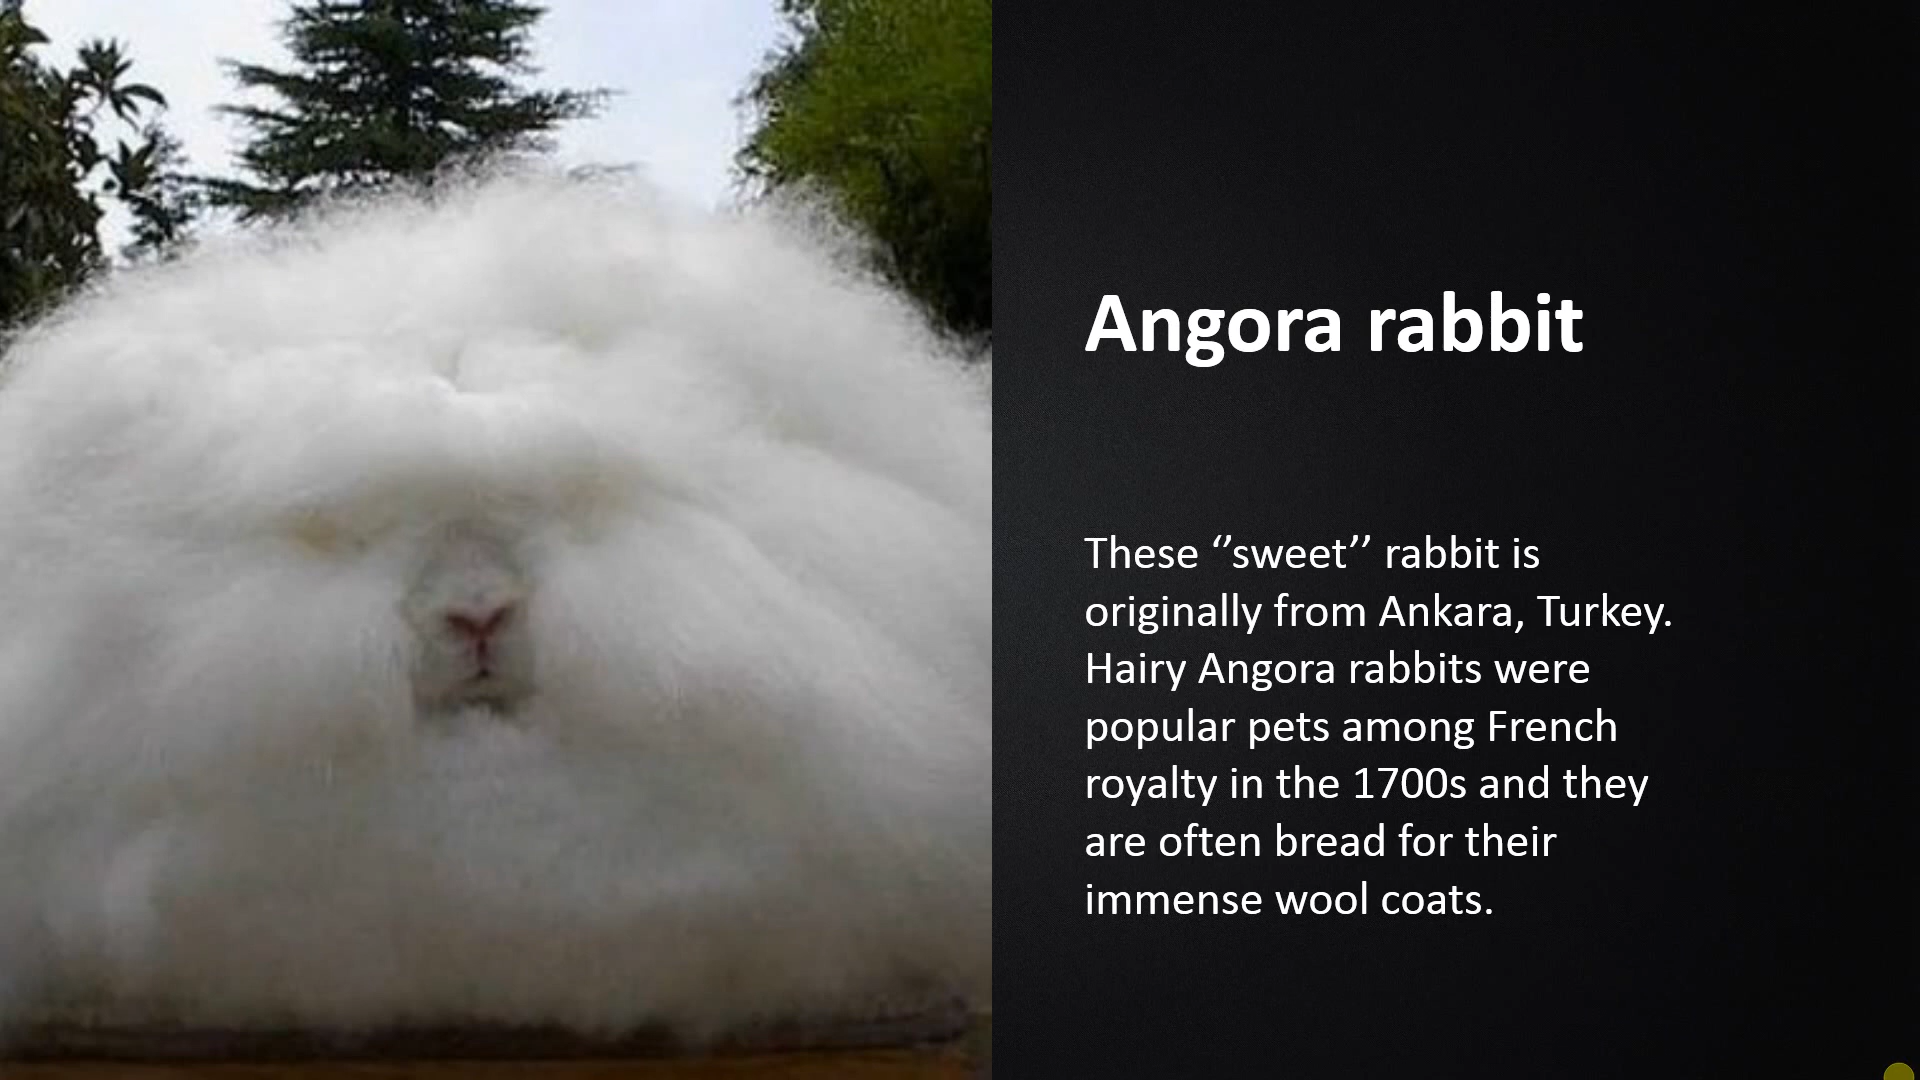 Angora rabbit
These ‘’sweet’’ rabbit is
originally from Ankara, Turkey.
Hairy Angora rabbits were
popular pets among French
royalty in the 1700s and they
are often bread for their
immense wool coats.